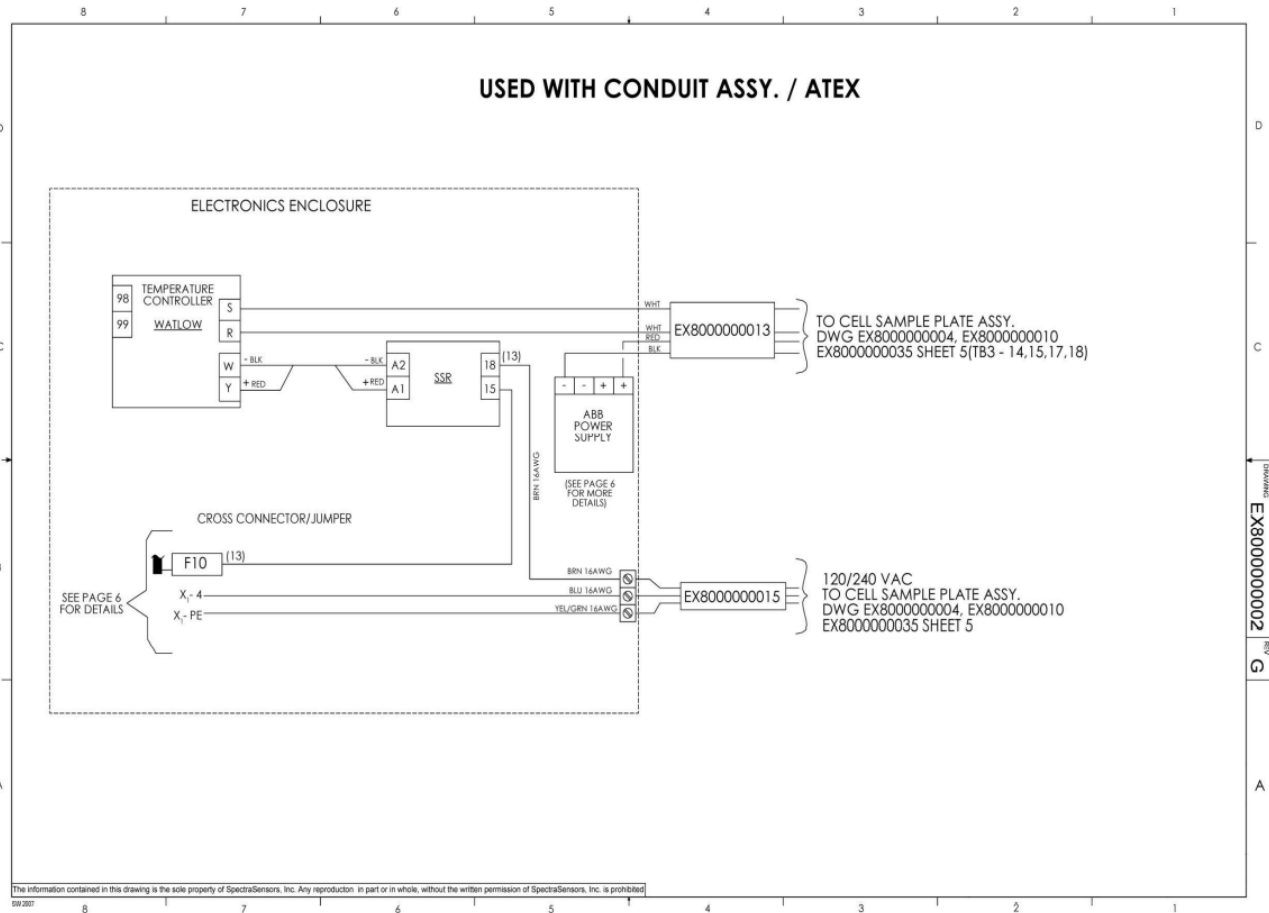 8 7 6 5 4 3 2 1
USED WITH CONDUIT ASSY. / ATEX
D
ELECTRONICS ENCLOSURE
98
99
TEMPERATURE
CONTROLLER
WATLOW
S
R
W
Y
- BLK
+ RED
- BLK
+RED
A2
A1
SSR
18
15
(13)
WHT
WHT
RED
BLK
EX8000000013
TO CELL SAMPLE PLATE ASSY.
DWG EX8000000004, EX8000000010
EX8000000035 SHEET 5(TB3 - 14,15,17,18)
C
- - + +
ABB
POWER
SUPPLY
(SEE PAGE 6
FOR MORE
DETAILS)
BRN 16AWG
CROSS CONNECTOR/JUMPER
F10
(13)
SEE PAGE 6
FOR DETAILS
X1- 4
X1- PE
BRN 16AWG
BLU 16AWG
YEL/GRN 16AWG
EX8000000015
120/240 VAC
TO CELL SAMPLE PLATE ASSY.
DWG EX8000000004, EX8000000010
EX8000000035 SHEET 5
DRAWING
EX8000000002
REV
G
A
The information contained in this drawing is the sole property of SpectraSensors, Inc. Any reproducton in part or in whole, without the written permission of SpectraSensors, Inc. is prohibited
SW 2007
8 7 6 5 4 3 2 1